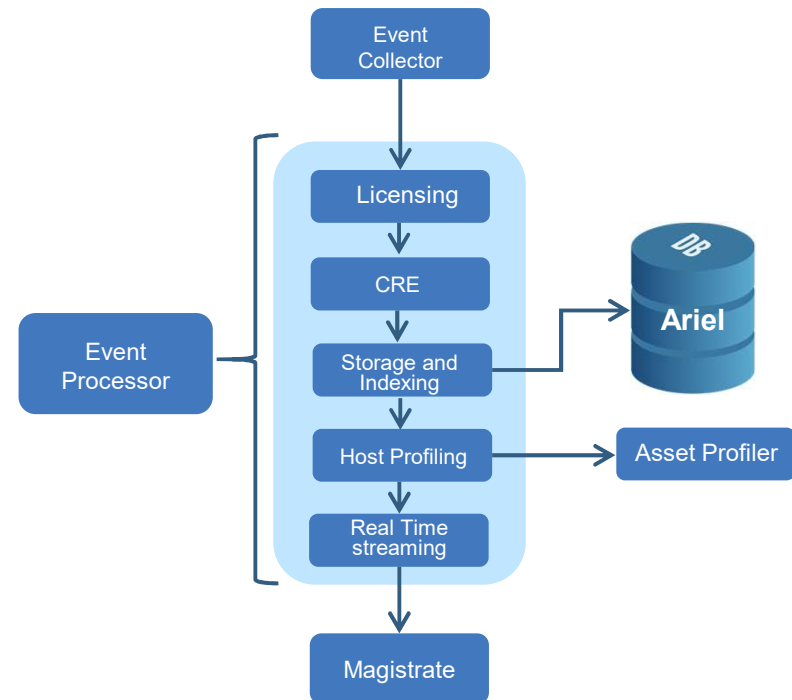 Event
Collector
Licensing
CRE
DB
Ariel
Storage and
Indexing
Event
Processor
Host Profiling
Asset Profiler
Real Time
streaming
Magistrate